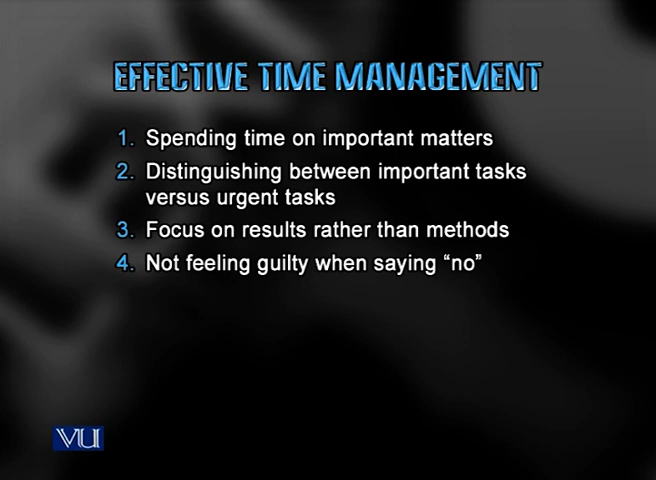 EFFECTIVE TIME MANAGEMENT
1. Spending time on important matters
2. Distinguishing between important tasks
versus urgent tasks
3. Focus on results rather than methods
4. Not feeling guilty when saying “no”
VU